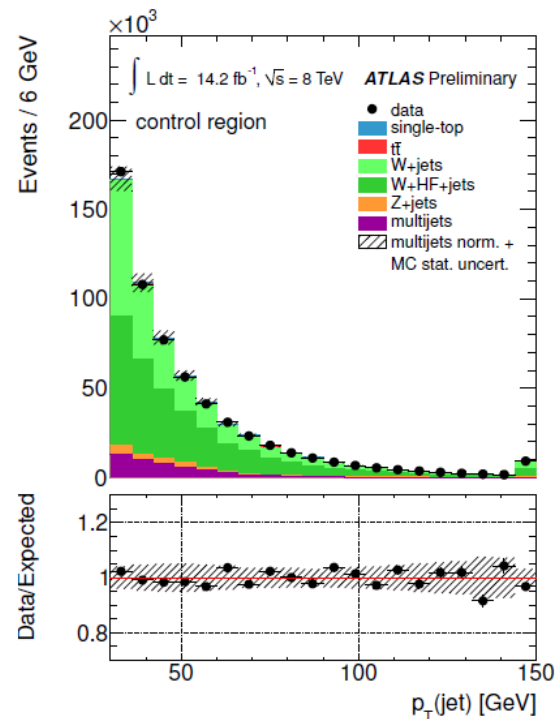 ×10³
Events / 6 GeV
∫ L dt = 14.2 fb⁻¹, √s = 8 TeV
ATLAS Preliminary
control region
data
single-top
tt̄
W+jets
W+HF+jets
Z+jets
multijets
multijets norm. +
MC stat. uncert.
200
150
100
50
0
Data/Expected
1.2
1
0.8
50
100
150
p_T(jet) [GeV]